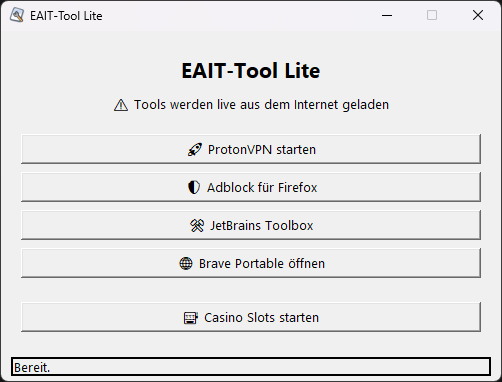 EAIT-Tool Lite
EAIT-Tool Lite
⚠ Tools werden live aus dem Internet geladen
🚀 ProtonVPN starten
🛡 Adblock für Firefox
🛠 JetBrains Toolbox
🌐 Brave Portable öffnen
🎰 Casino Slots starten
Bereit.